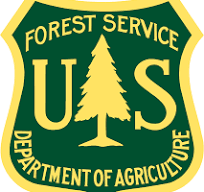 FOREST SERVICE
U S
DEPARTMENT OF AGRICULTURE